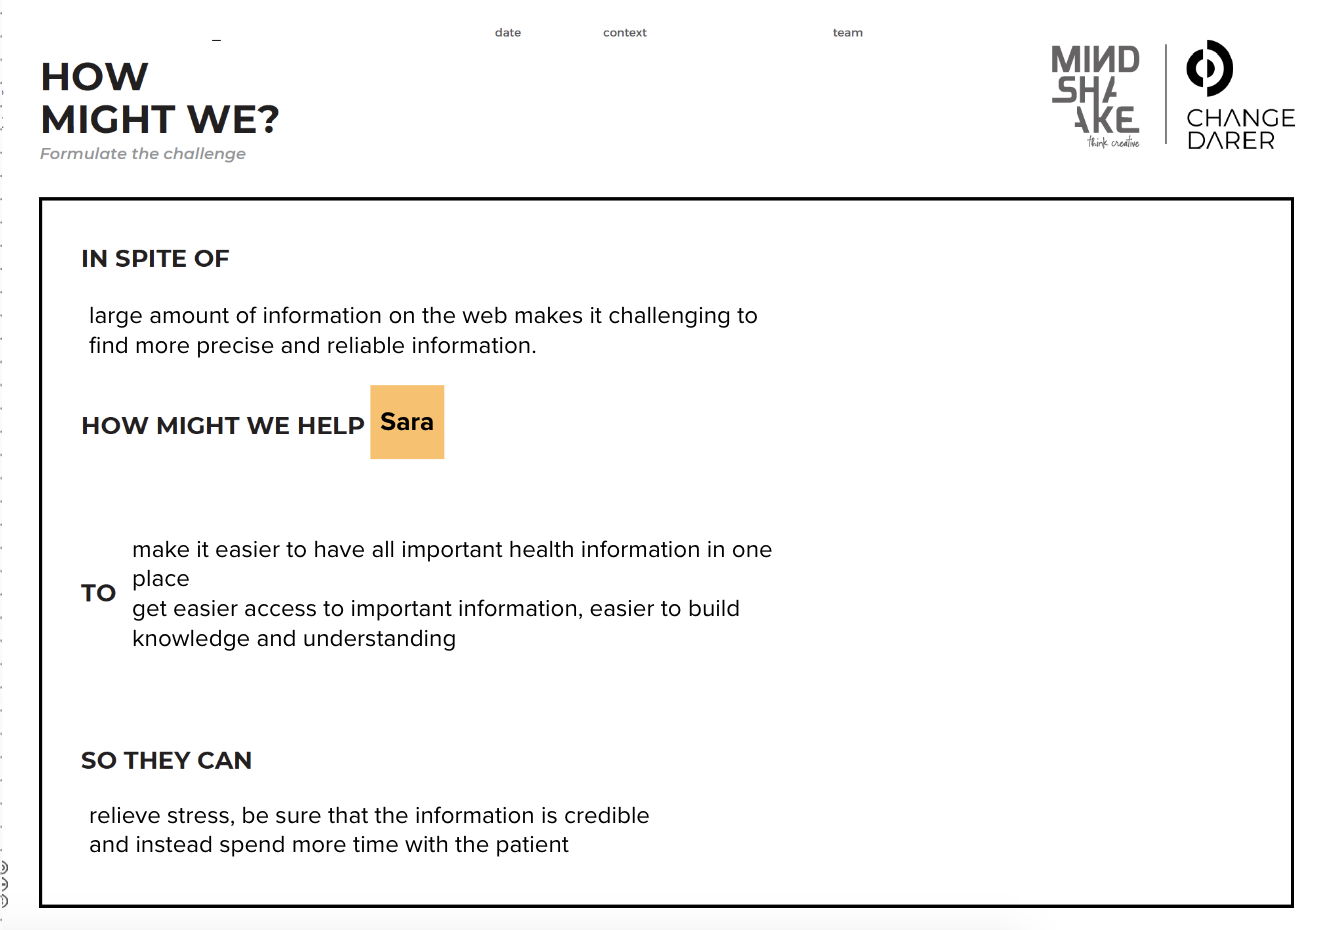 date context team
HOW
MIGHT WE?
Formulate the challenge
MIND
SHA
AKE
think creative
CHANGE
DARER
IN SPITE OF
large amount of information on the web makes it challenging to
find more precise and reliable information.
HOW MIGHT WE HELP Sara
make it easier to have all important health information in one
place
TO
get easier access to important information, easier to build
knowledge and understanding
SO THEY CAN
relieve stress, be sure that the information is credible
and instead spend more time with the patient